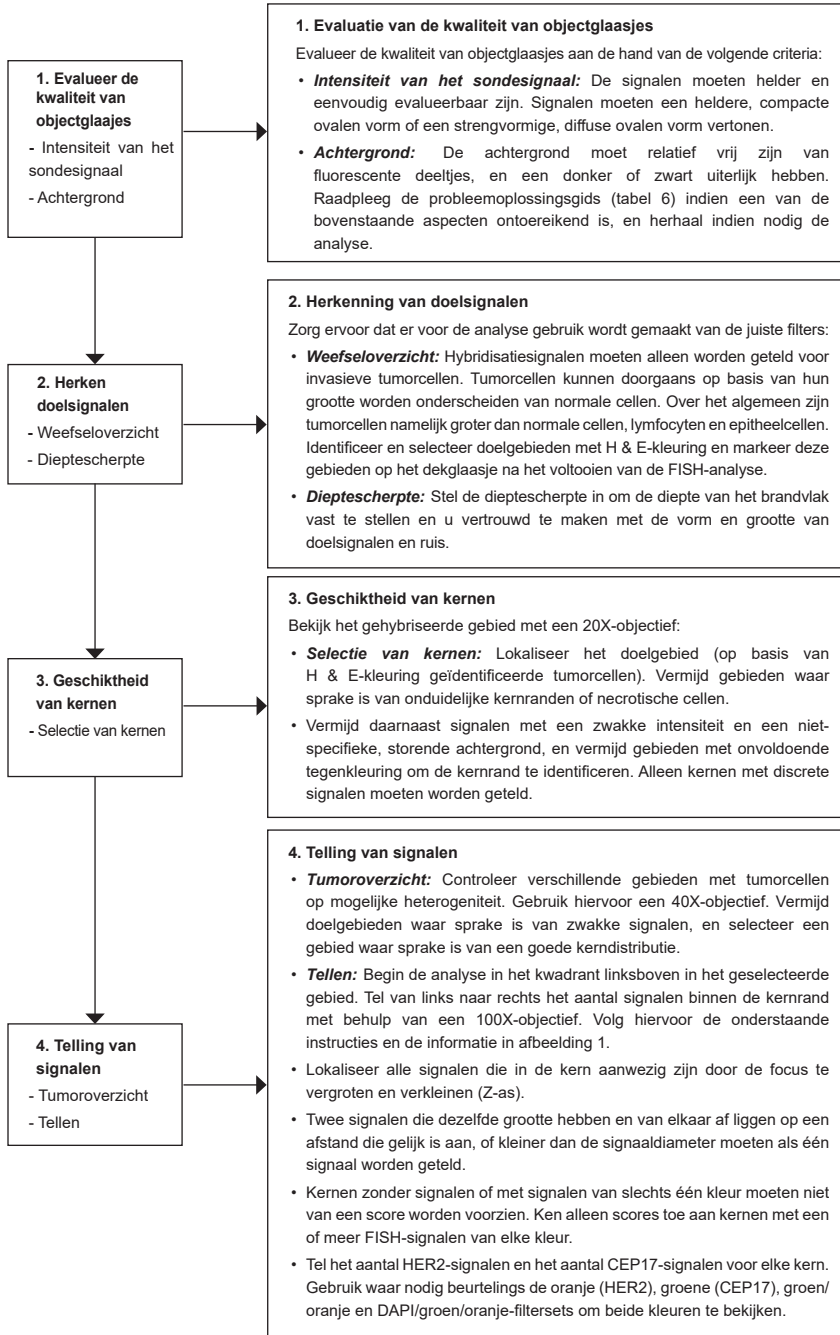 1. Evalueer de
kwaliteit van
objectglaajes
- Intensiteit van het
sondesignaal
- Achtergrond
1. Evaluatie van de kwaliteit van objectglaasjes
Evalueer de kwaliteit van objectglaasjes aan de hand van de volgende criteria:
• Intensiteit van het sondesignaal: De signalen moeten helder en
eenvoudig evalueerbaar zijn. Signalen moeten een heldere, compacte
ovalen vorm of een strengvormige, diffuse ovalen vorm vertonen.
• Achtergrond: De achtergrond moet relatief vrij zijn van
fluorescente deeltjes, en een donker of zwart uiterlijk hebben.
Raadpleeg de probleemoplossingsgids (tabel 6) indien een van de
bovenstaande aspecten ontoereikend is, en herhaal indien nodig de
analyse.
2. Herken
doelsignalen
- Weefseloverzicht
- Dieptescherpte
2. Herkenning van doelsignalen
Zorg ervoor dat er voor de analyse gebruik wordt gemaakt van de juiste filters:
• Weefseloverzicht: Hybridisatiesignalen moeten alleen worden geteld voor
invasieve tumorcellen. Tumorcellen kunnen doorgaans op basis van hun
grootte worden onderscheiden van normale cellen. Over het algemeen zijn
tumorcellen namelijk groter dan normale cellen, lymfocyten en epitheelcellen.
Identificeer en selecteer doelgebieden met H & E-kleuring en markeer deze
gebieden op het dekglaasje na het voltooien van de FISH-analyse.
• Dieptescherpte: Stel de dieptescherpte in om de diepte van het brandvlak
vast te stellen en u vertrouwd te maken met de vorm en grootte van
doelsignalen en ruis.
3. Geschiktheid
van kernen
- Selectie van kernen
3. Geschiktheid van kernen
Bekijk het gehybriseerde gebied met een 20X-objectief:
• Selectie van kernen: Lokaliseer het doelgebied (op basis van
H & E-kleuring geïdentificeerde tumorcellen). Vermijd gebieden waar
sprake is van onduidelijke kernranden of necrotische cellen.
• Vermijd daarnaast signalen met een zwakke intensiteit en een niet-
specifieke, storende achtergrond, en vermijd gebieden met onvoldoende
tegenkleuring om de kernrand te identificeren. Alleen kernen met discrete
signalen moeten worden geteld.
4. Telling van
signalen
- Tumoroverzicht
- Tellen
4. Telling van signalen
• Tumoroverzicht: Controleer verschillende gebieden met tumorcellen
op mogelijke heterogeniteit. Gebruik hiervoor een 40X-objectief. Vermijd
doelgebieden waar sprake is van zwakke signalen, en selecteer een
gebied waar sprake is van een goede kerndistributie.
• Tellen: Begin de analyse in het kwadrant linksboven in het geselecteerde
gebied. Tel van links naar rechts het aantal signalen binnen de kernrand
met behulp van een 100X-objectief. Volg hiervoor de onderstaande
instructies en de informatie in afbeelding 1.
• Lokaliseer alle signalen die in de kern aanwezig zijn door de focus te
vergroten en verkleinen (Z-as).
• Twee signalen die dezelfde grootte hebben en van elkaar af liggen op een
afstand die gelijk is aan, of kleiner dan de signaaldiameter moeten als één
signaal worden geteld.
• Kernen zonder signalen of met signalen van slechts één kleur moeten niet
van een score worden voorzien. Ken alleen scores toe aan kernen met een
of meer FISH-signalen van elke kleur.
• Tel het aantal HER2-signalen en het aantal CEP17-signalen voor elke kern.
Gebruik waar nodig beurtelings de oranje (HER2), groene (CEP17), groen/
oranje en DAPI/groen/oranje-filtersets om beide kleuren te bekijken.